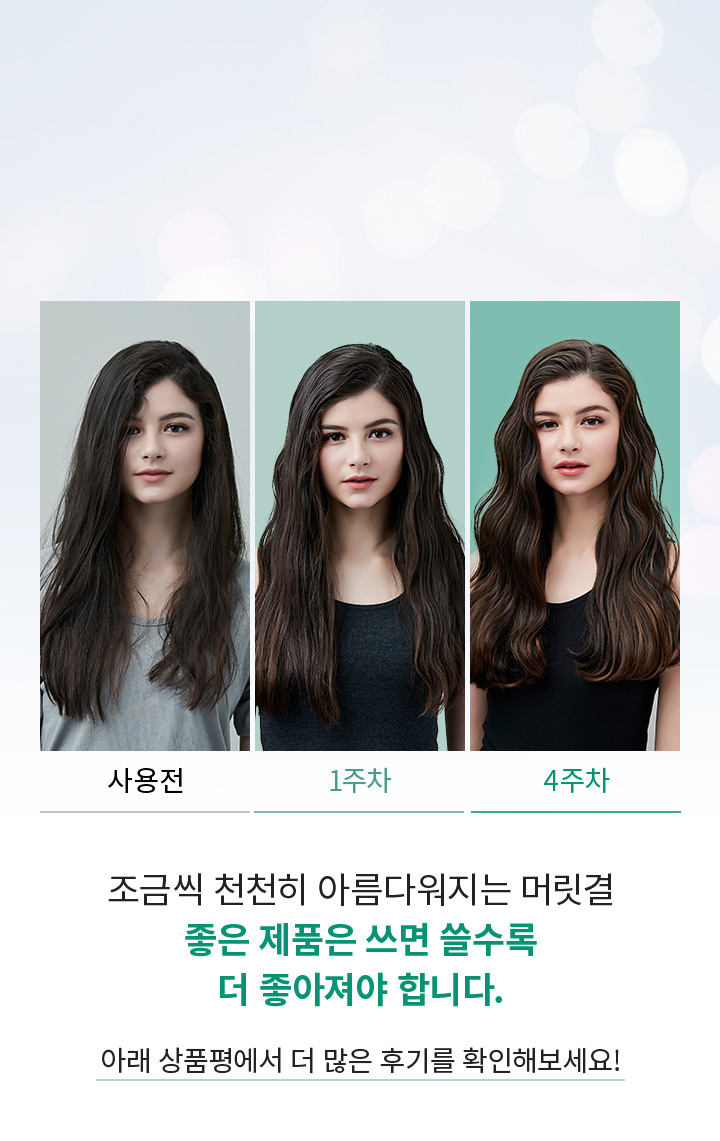 사용전
1주차
4주차
조금씩 천천히 아름다워지는 머릿결
좋은 제품은 쓰면 쓸수록
더 좋아져야 합니다.
아래 상품평에서 더 많은 후기를 확인해보세요!